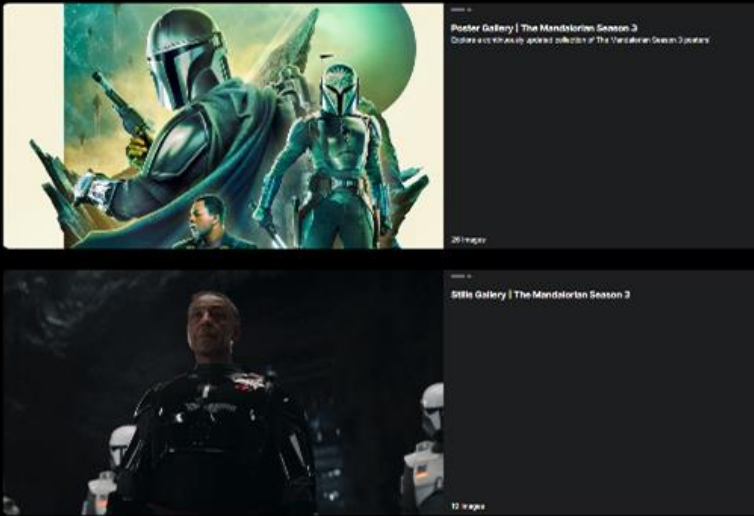 Poster Gallery | The Mandalorian Season 3
Explore a continuously updated collection of The Mandalorian Season 3 posters!
26 Images
Stills Gallery | The Mandalorian Season 3
12 Images